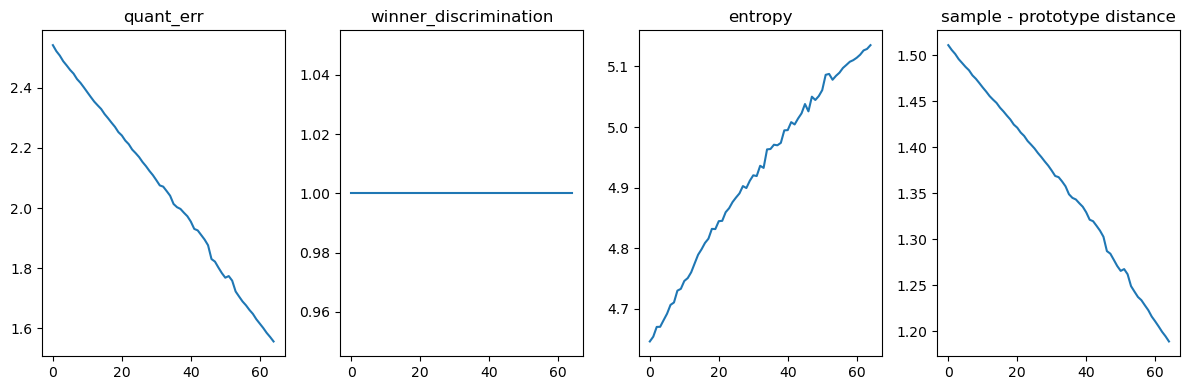 quant_err
2.4
2.2
2.0
1.8
1.6
0 20 40 60
winner_discrimination
1.04
1.02
1.00
0.98
0.96
0 20 40 60
entropy
5.1
5.0
4.9
4.8
4.7
0 20 40 60
sample - prototype distance
1.50
1.45
1.40
1.35
1.30
1.25
1.20
0 20 40 60